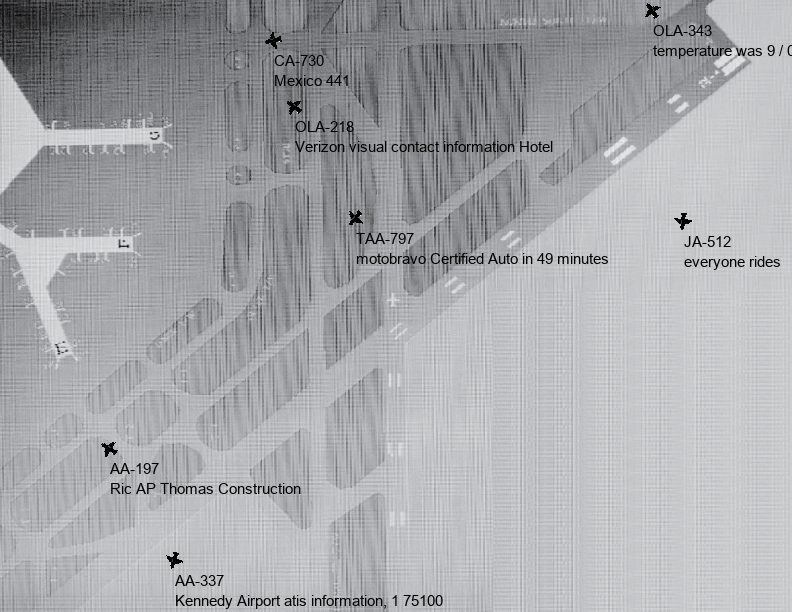 OLA-343
temperature was 9 /
CA-730
Mexico 441
OLA-218
Verizon visual contact information Hotel
TAA-797
motobravo Certified Auto in 49 minutes
JA-512
everyone rides
AA-197
Ric AP Thomas Construction
AA-337
Kennedy Airport atis information, 1 75100